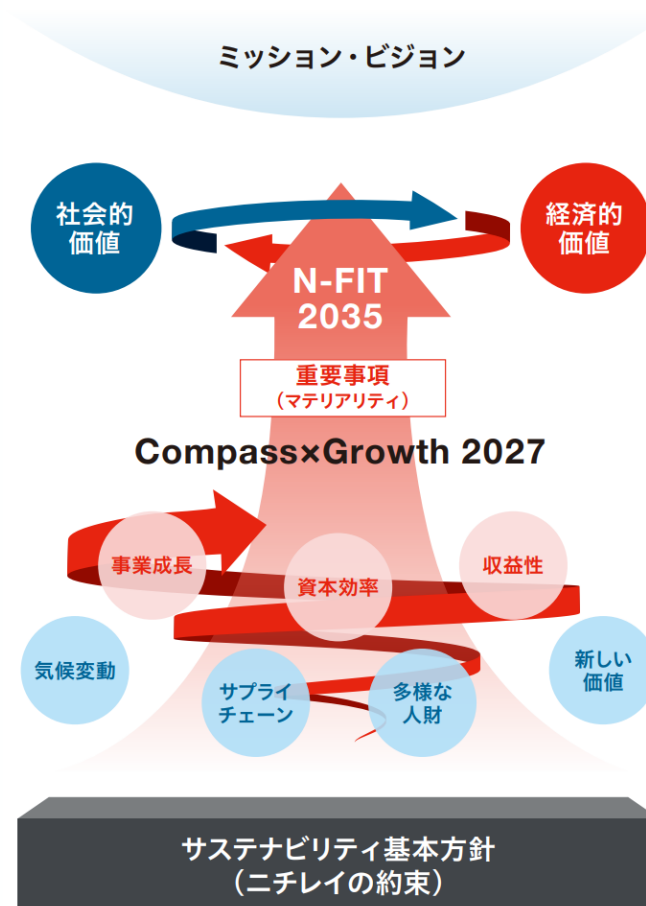 ミッション・ビジョン
社会的
価値
経済的
価値
N-FIT
2035
重要事項
（マテリアリティ）
Compass×Growth 2027
事業成長
資本効率
収益性
気候変動
サプライ
チェーン
多様な
人財
新しい
価値
サステナビリティ基本方針
（ニチレイの約束）